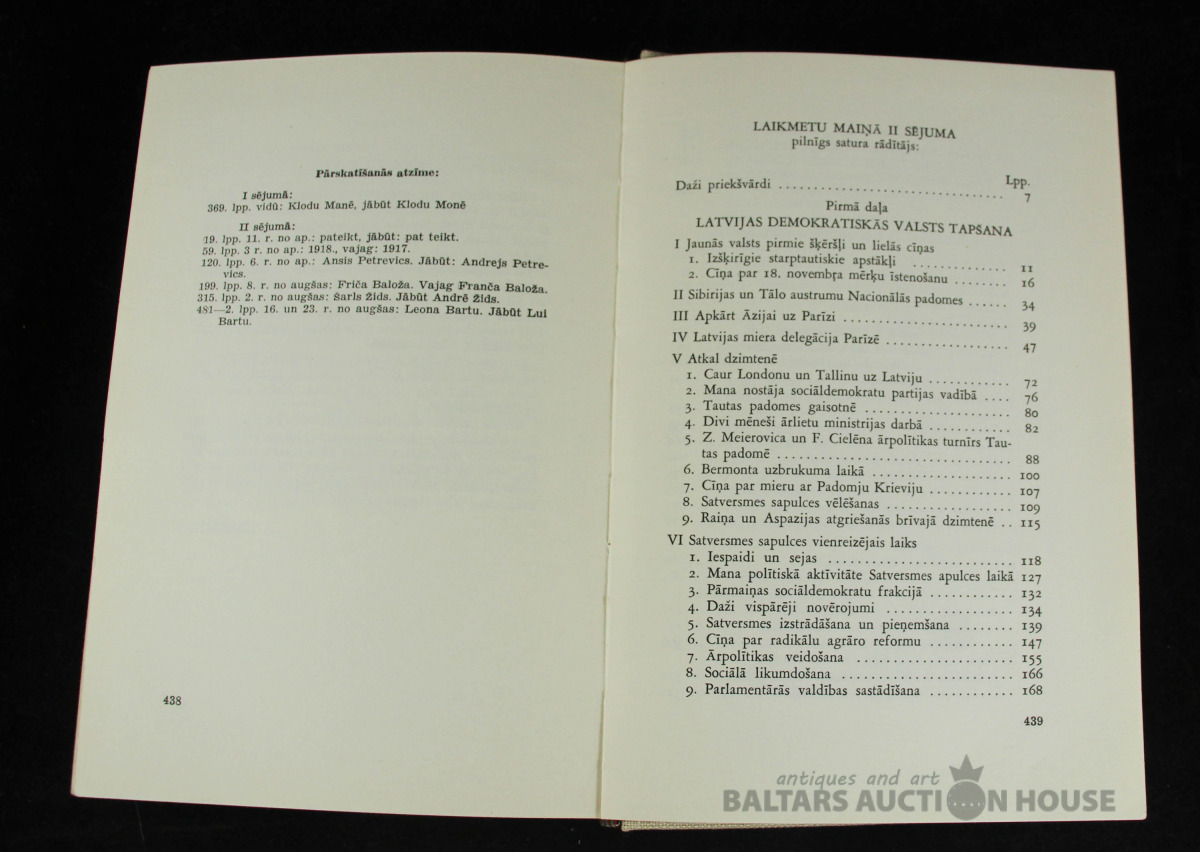 Pārskatīšanās atzīme:
I sējumā:
369. lpp. vidū: Klodu Manē, jābūt Klodu Monē
II sējumā:
19. lpp. 11. r. no ap.: pateikt, jābūt: pat teikt.
59. lpp. 3 r. no ap.: 1918., vajag: 1917.
120. lpp. 6. r. no ap.: Ansis Petrevics. Jābūt: Andrejs Petre-
vics.
199. lpp. 8. r. no augšas: Friča Baloža. Vajag Franča Baloža.
315. lpp. 2. r. no augšas: Šarls Žids. Jābūt Andrē Žids.
481—2. lpp. 16. un 23. r. no augšas: Leona Bartu. Jābūt Lui
Bartu.
438
LAIKMETU MAIŅĀ II SĒJUMA
pilnīgs satura rādītājs:
Lpp.
Daži priekšvārdi ................................ 7
Pirmā daļa
LATVIJAS DEMOKRATISKĀS VALSTS TAPŠANA
I Jaunās valsts pirmie šķēršļi un lielās cīņas
1. Izšķirīgie starptautiskie apstākļi ............. 11
2. Cīņa par 18. novembŗa mērķu īstenošanu ........ 16
II Sibirijas un Tālo austrumu Nacionālās padomes ...... 34
III Apkārt Āzijai uz Parīzi ....................... 39
IV Latvijas miera delegācija Parīzē ................. 47
V Atkal dzimtenē
1. Caur Londonu un Tallinu uz Latviju ............ 72
2. Mana nostāja sociāldemokratu partijas vadībā .... 76
3. Tautas padomes gaisotnē ..................... 80
4. Divi mēneši ārlietu ministrijas darbā ............ 82
5. Z. Meierovica un F. Cielēna ārpolītikas turnīrs Tau-
tas padomē ................................. 88
6. Bermonta uzbrukuma laikā .................... 100
7. Cīņa par mieru ar Padomju Krieviju ............ 107
8. Satversmes sapulces vēlēšanas .................. 109
9. Raiņa un Aspazijas atgriešanās brīvajā dzimtenē .. 115
VI Satversmes sapulces vienreizējais laiks
1. Iespaidi un sejas ........................... 118
2. Mana polītiskā aktīvitāte Satversmes apulces laikā 127
3. Pārmaiņas sociāldemokratu frakcijā ............. 132
4. Daži vispārēji novērojumi .................. 134
5. Satversmes izstrādāšana un pieņemšana ........ 139
6. Cīņa par radikālu agrāro reformu ............ 147
7. Ārpolītikas veidošana ...................... 155
8. Sociālā likumdošana ........................ 166
9. Parlamentārās valdības sastādīšana ............ 168
439
antiques and art
BALTARS AUCTION HOUSE